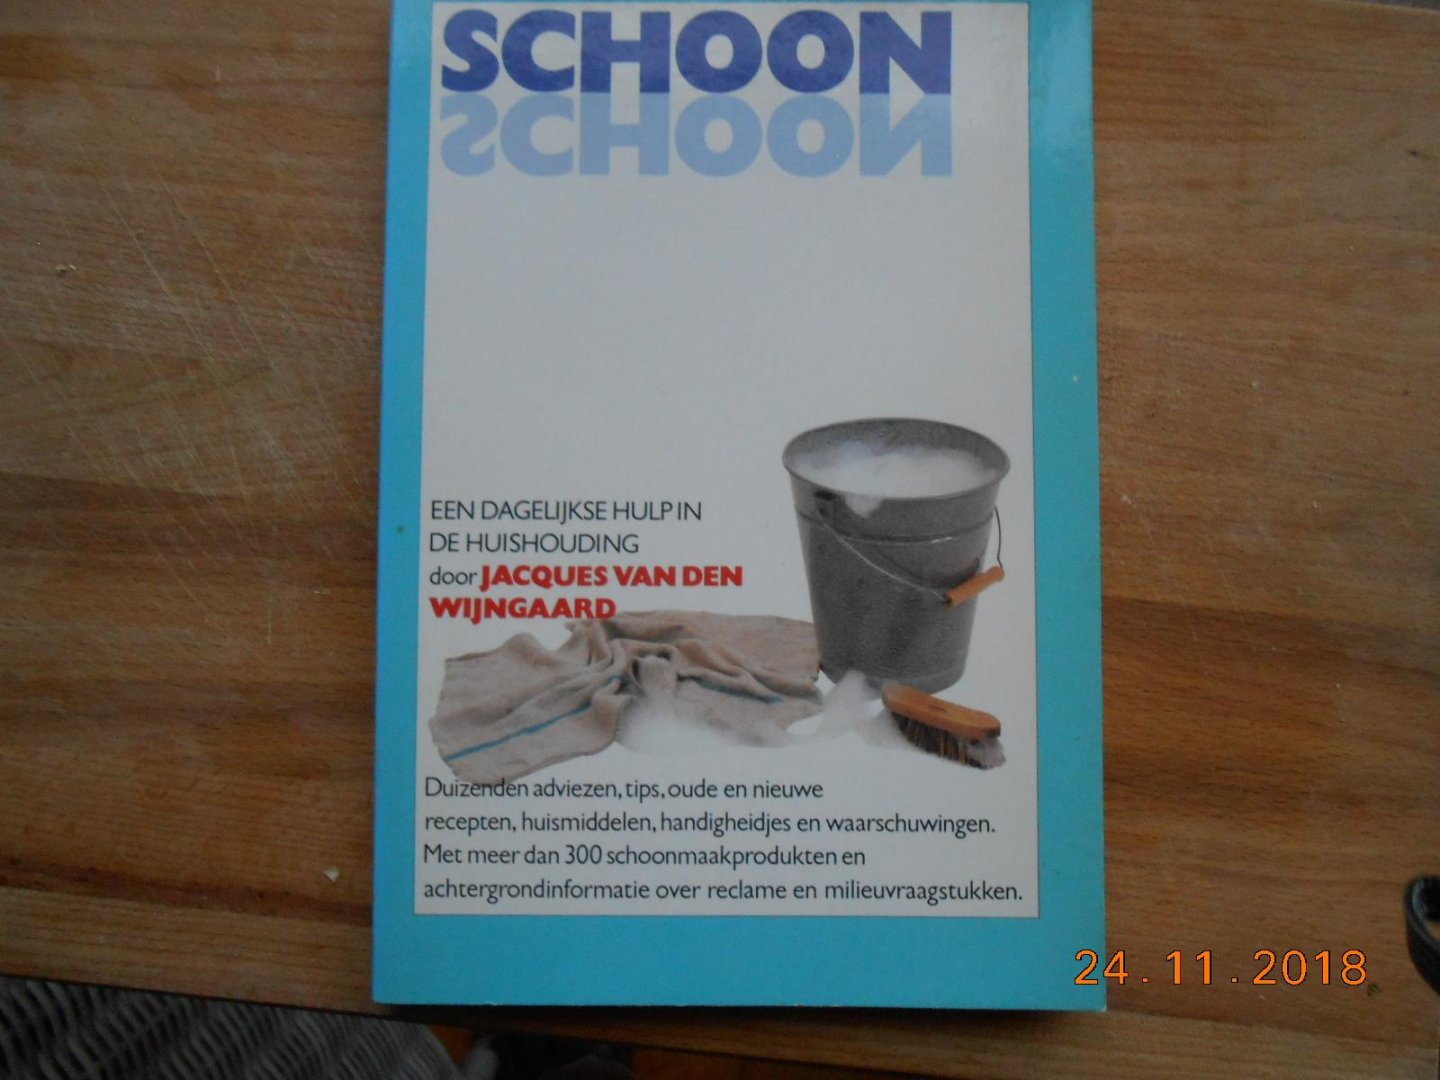 SCHOON
SCHOON
EEN DAGELIJKSE HULP IN
DE HUISHOUDING
door JACQUES VAN DEN
WIJNGAARD
Duizenden adviezen, tips, oude en nieuwe
recepten, huismiddelen, handigheidjes en waarschuwingen.
Met meer dan 300 schoonmaakprodukten en
achtergrondinformatie over reclame en milieuvraagstukken.
24.11.2018